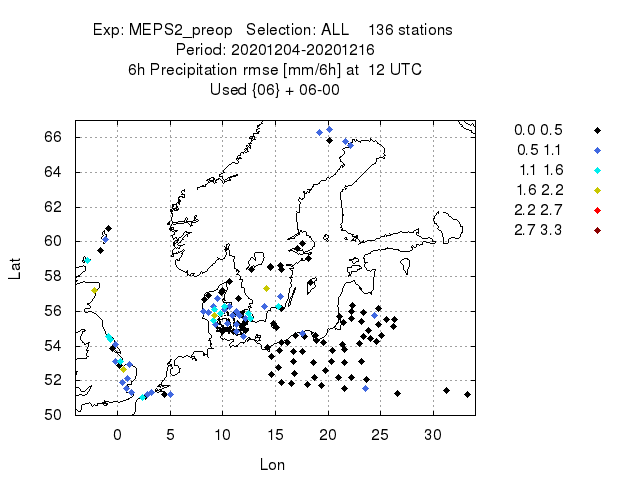 Exp: MEPS2_preop Selection: ALL 136 stations
Period: 20201204-20201216
6h Precipitation rmse [mm/6h] at 12 UTC
Used {06} + 06-00
66
64
62
60
58
56
54
52
50
Lat
0 5 10 15 20 25 30
Lon
0.0 0.5
0.5 1.1
1.1 1.6
1.6 2.2
2.2 2.7
2.7 3.3